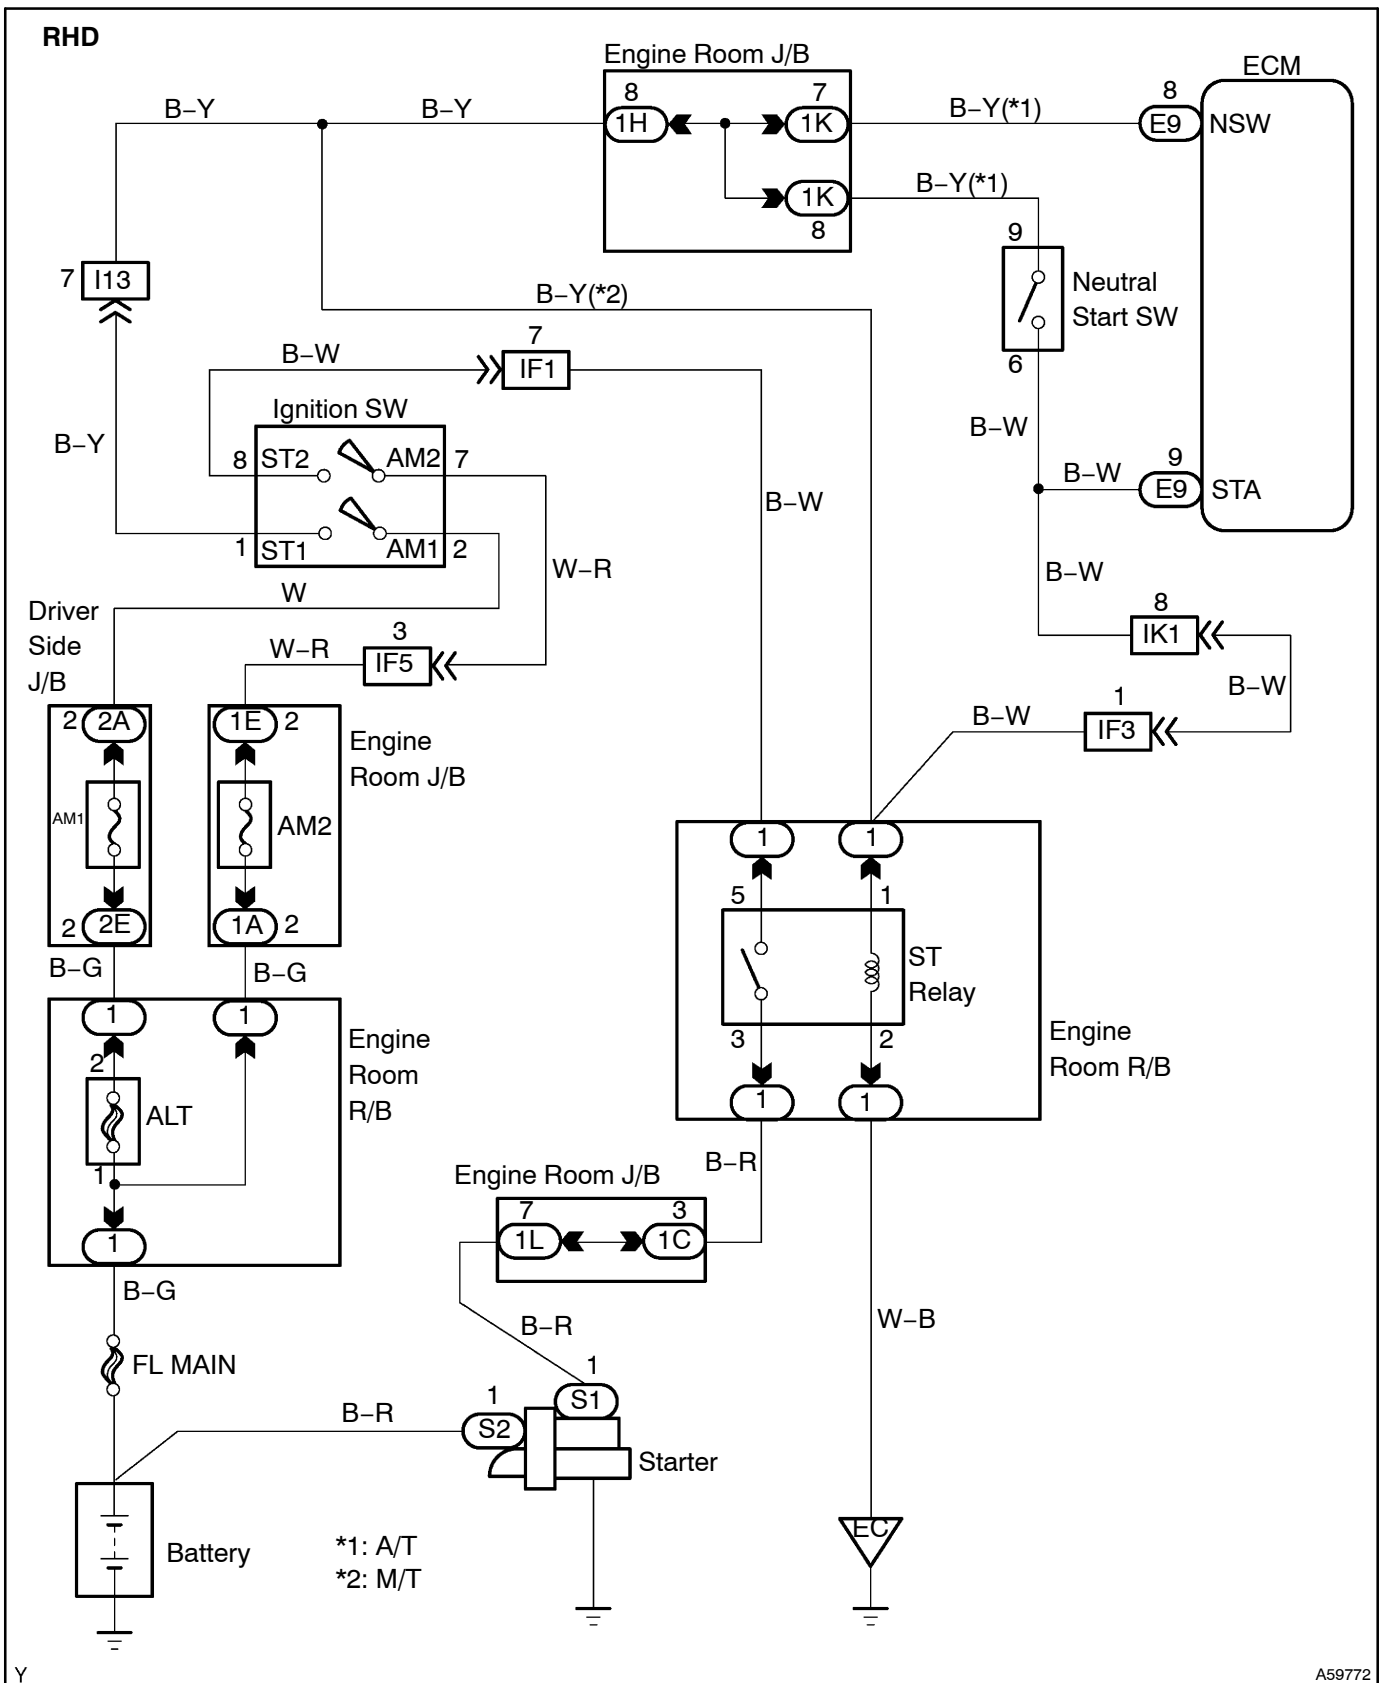 RHD
Engine Room J/B
ECM
B–Y
B–Y
8
1H
7
1K
B–Y(*1)
8
E9
NSW
1K
8
B–Y(*1)
9
Neutral
Start SW
6
7
I13
B–Y(*2)
7
IF1
B–W
Ignition SW
B–Y
8
ST2
AM2
7
1
ST1
AM1
2
B–W
B–W
B–W
9
E9
STA
W–R
W
B–W
Driver
Side
J/B
3
IF5
W–R
8
IK1
B–W
1
IF3
B–W
2
2A
1E
2
Engine
Room J/B
AM1
AM2
2
2E
1A
2
B–G
B–G
1
1
5
1
ST
Relay
3
2
1
1
Engine
Room R/B
1
1
2
ALT
1
1
Engine
Room
R/B
B–R
Engine Room J/B
7
1L
3
1C
B–G
B–R
W–B
FL MAIN
1
S1
1
S2
B–R
Starter
Battery
*1: A/T
*2: M/T
EC
Y
A59772